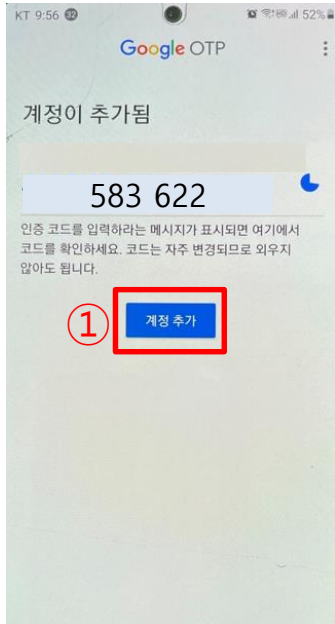 KT 9:56 32 52%
Google OTP
계정이 추가됨
583 622
인증 코드를 입력하라는 메시지가 표시되면 여기에서
코드를 확인하세요. 코드는 자주 변경되므로 외우지
않아도 됩니다.
① 계정 추가